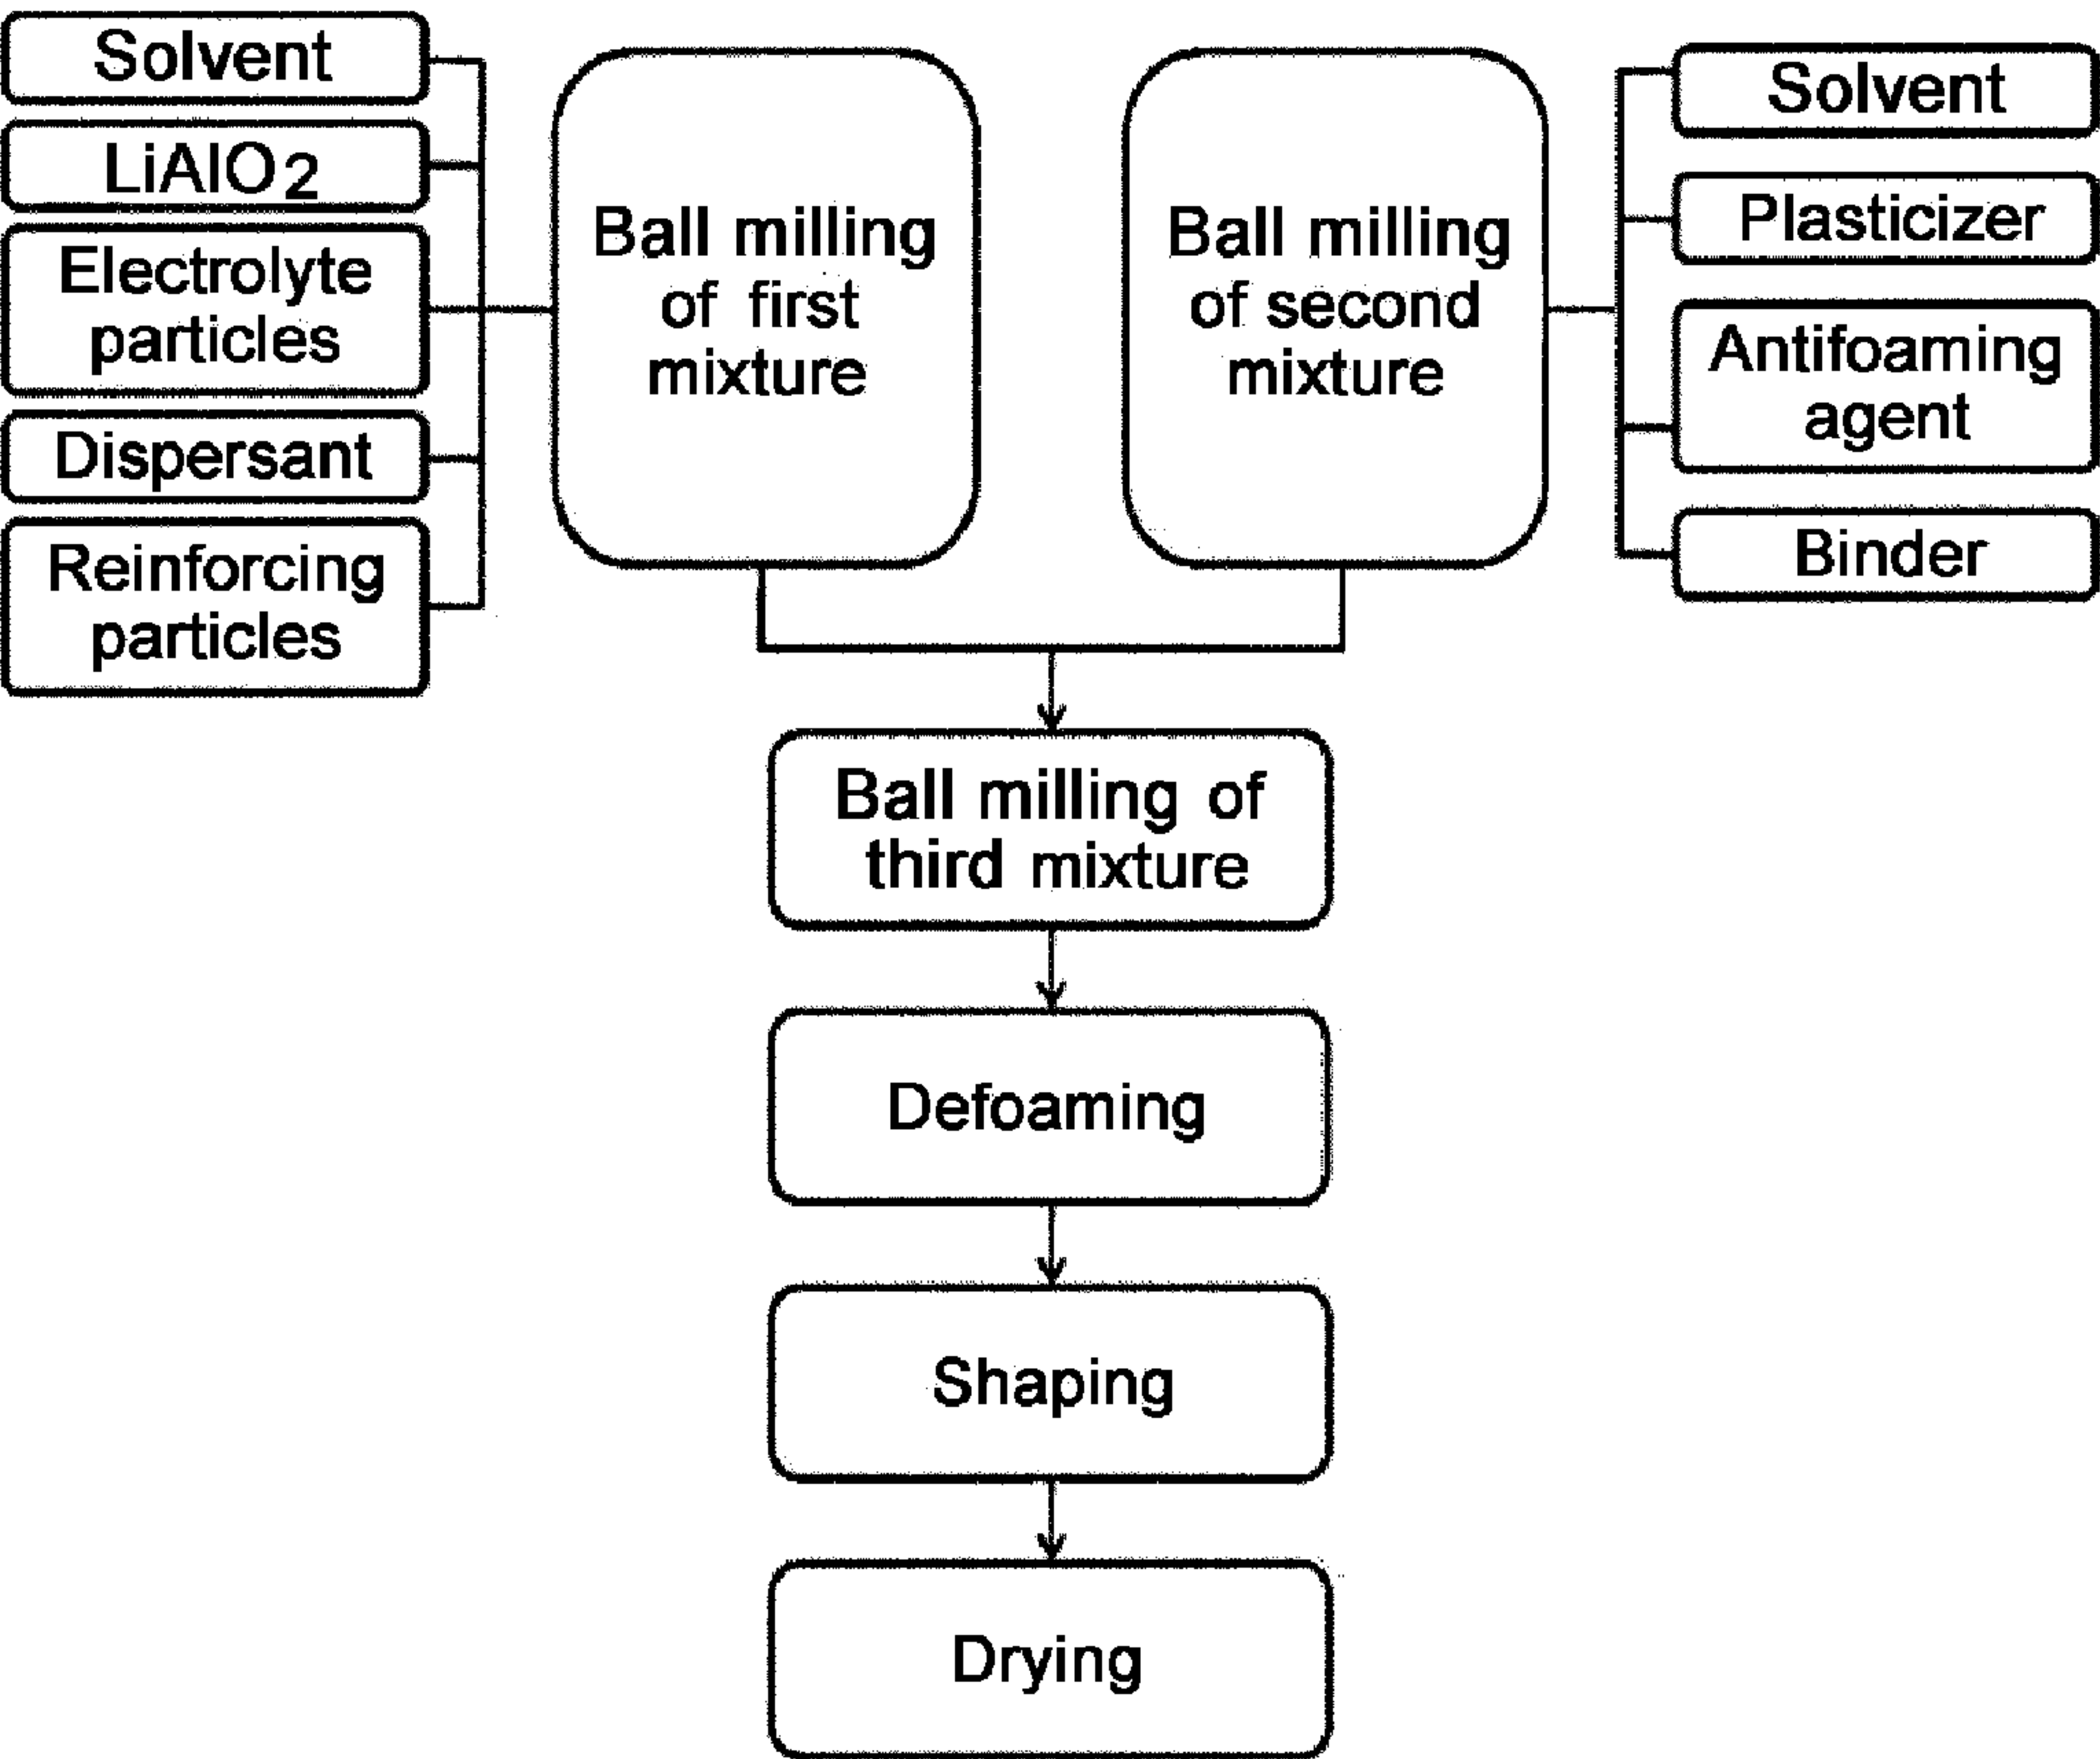 Solvent
LiAlO2
Electrolyte
particles
Dispersant
Reinforcing
particles
Ball milling
of first
mixture
Ball milling
of second
mixture
Solvent
Plasticizer
Antifoaming
agent
Binder
Ball milling of
third mixture
Defoaming
Shaping
Drying